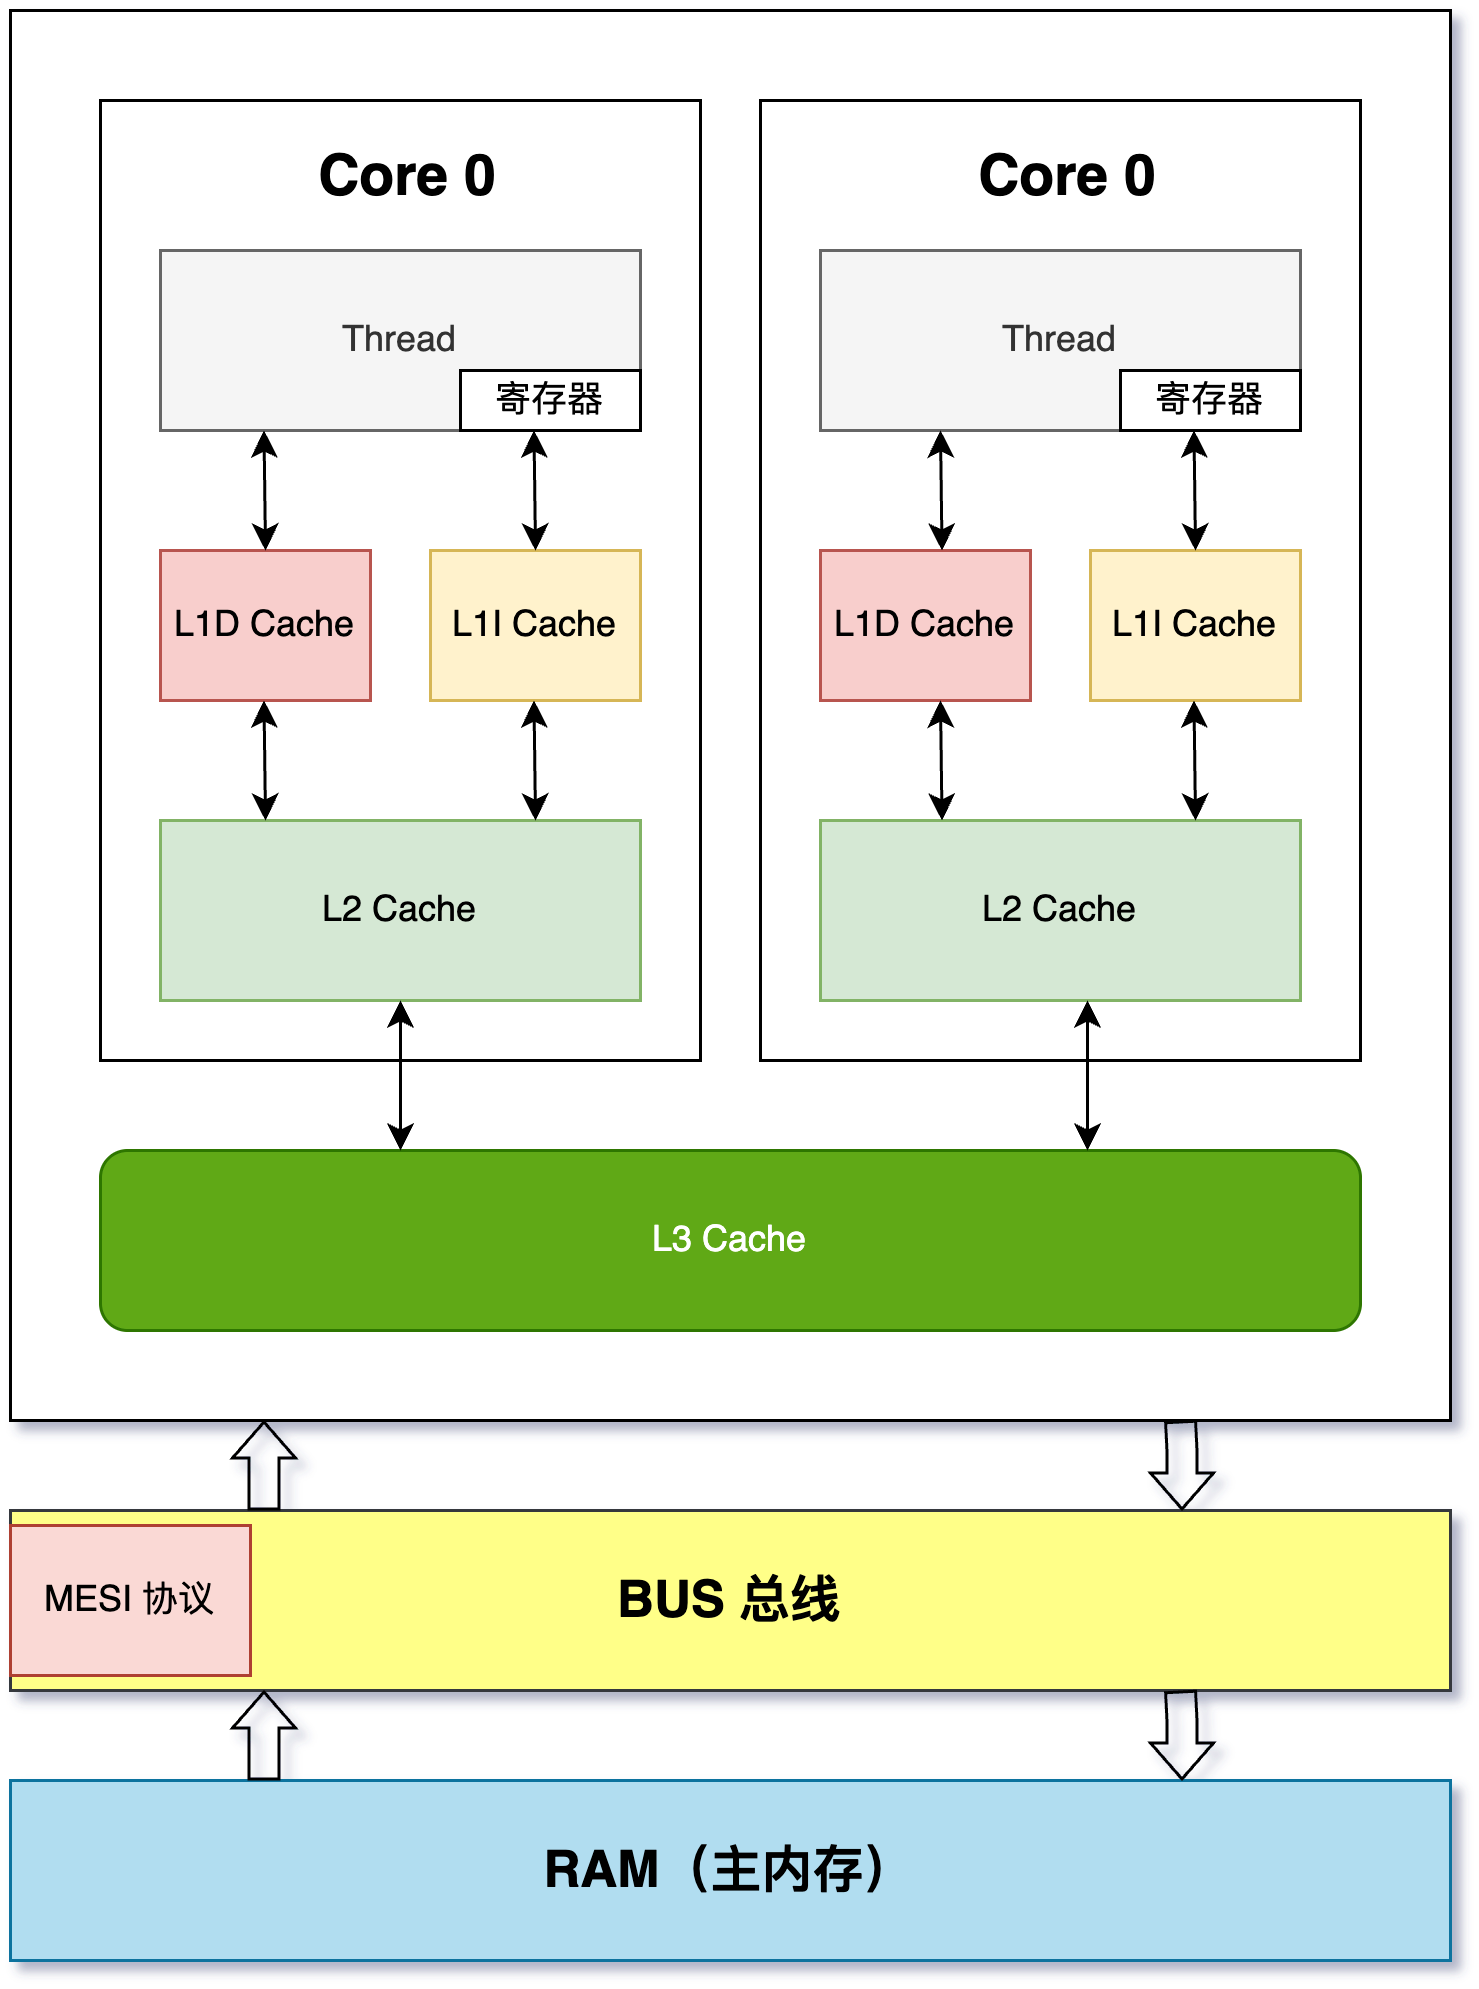 Core 0
Thread
寄存器
L1D Cache
L1I Cache
L2 Cache
Core 0
Thread
寄存器
L1D Cache
L1I Cache
L2 Cache
L3 Cache
MESI 协议
BUS 总线
RAM（主内存）